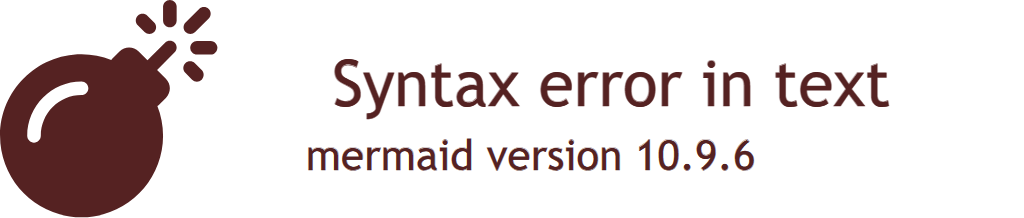 Syntax error in text
mermaid version 10.9.6